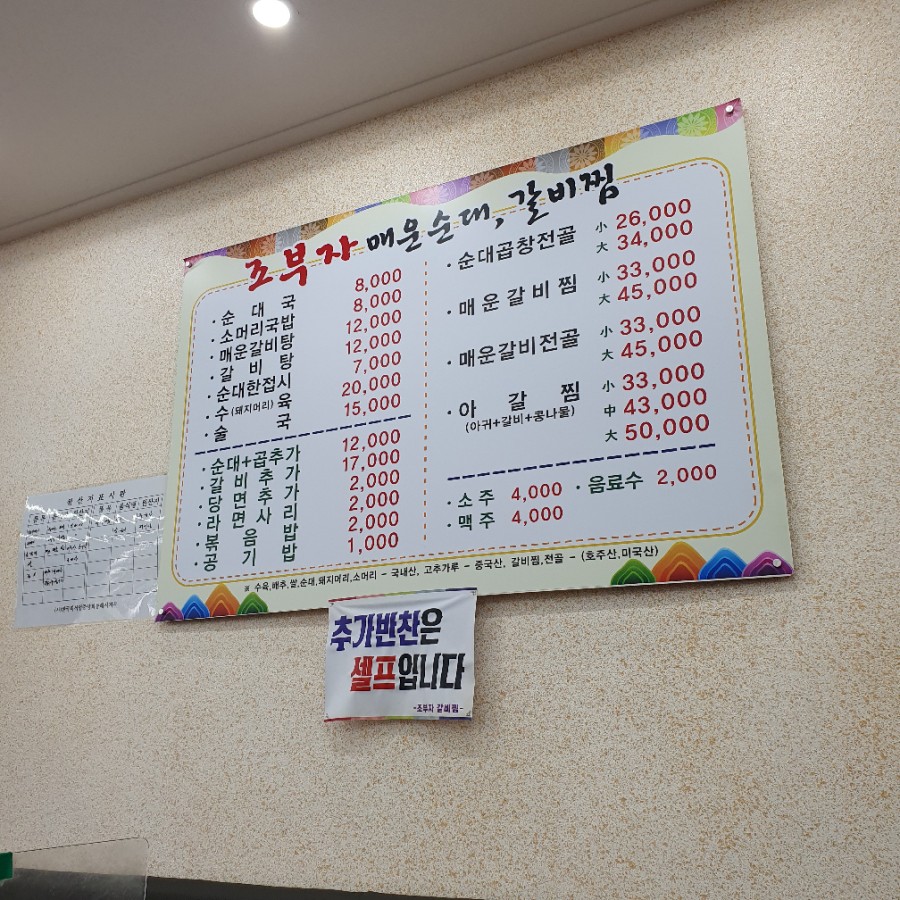 조부자 매운순대, 갈비찜
· 순대국 8,000
· 소머리국밥 8,000
· 매운갈비탕 12,000
· 갈비탕 12,000
· 순대한접시 7,000
· 수(돼지머리)육 20,000
· 술국 15,000
· 순대+곱추가 12,000
· 갈비추가 17,000
· 당면추가 2,000
· 라면사리 2,000
· 볶음밥 2,000
· 공기밥 1,000
· 순대곱창전골 小 26,000
大 34,000
· 매운갈비찜 小 33,000
大 45,000
· 매운갈비전골 小 33,000
大 45,000
· 아갈찜 小 33,000
(아귀+갈비+콩나물) 中 43,000
大 50,000
· 소주 4,000 · 음료수 2,000
· 맥주 4,000
※ 수육,배추,쌀,순대,돼지머리,소머리 - 국내산, 고추가루 - 중국산, 갈비찜,전골 - (호주산,미국산)
원산지표시판
추가반찬은
셀프입니다
-조부자 갈비찜-